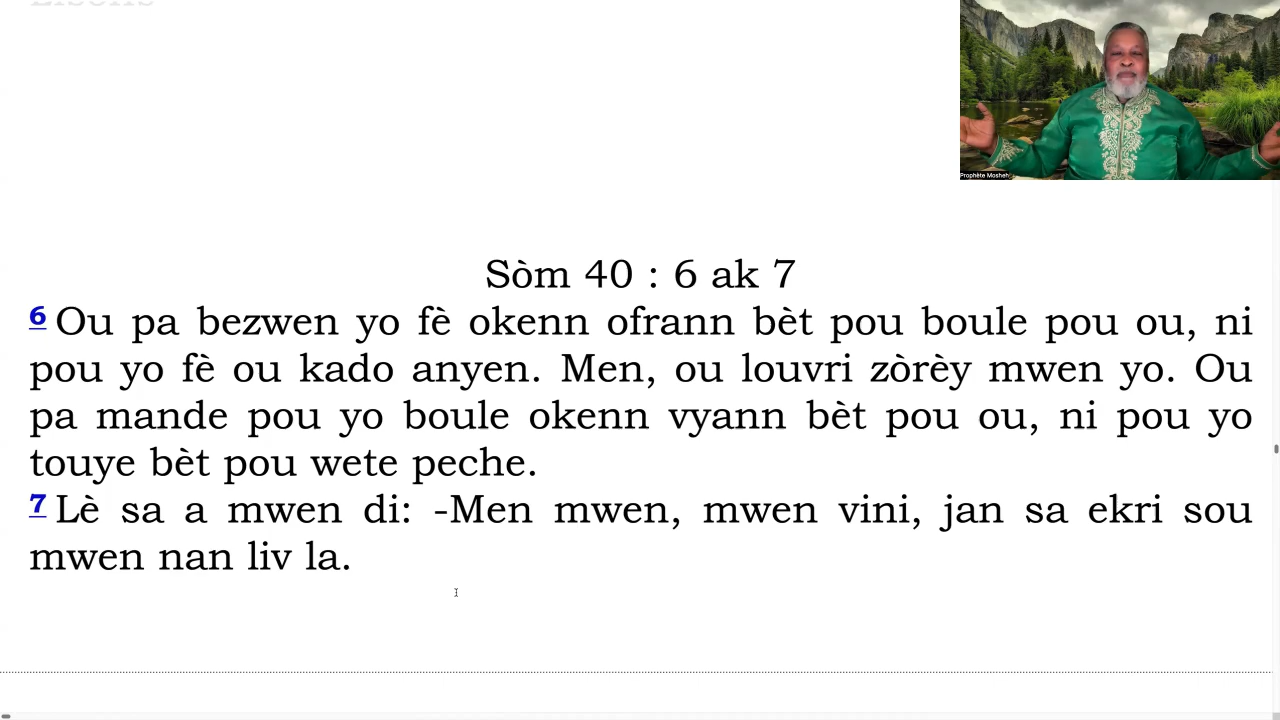 Lisons
Prophète Mosheh
Sòm 40 : 6 ak 7
6 Ou pa bezwen yo fè okenn ofrann bèt pou boule pou ou, ni
pou yo fè ou kado anyen. Men, ou louvri zòrèy mwen yo. Ou
pa mande pou yo boule okenn vyann bèt pou ou, ni pou yo
touye bèt pou wete peche.
7 Lè sa a mwen di: -Men mwen, mwen vini, jan sa ekri sou
mwen nan liv la.